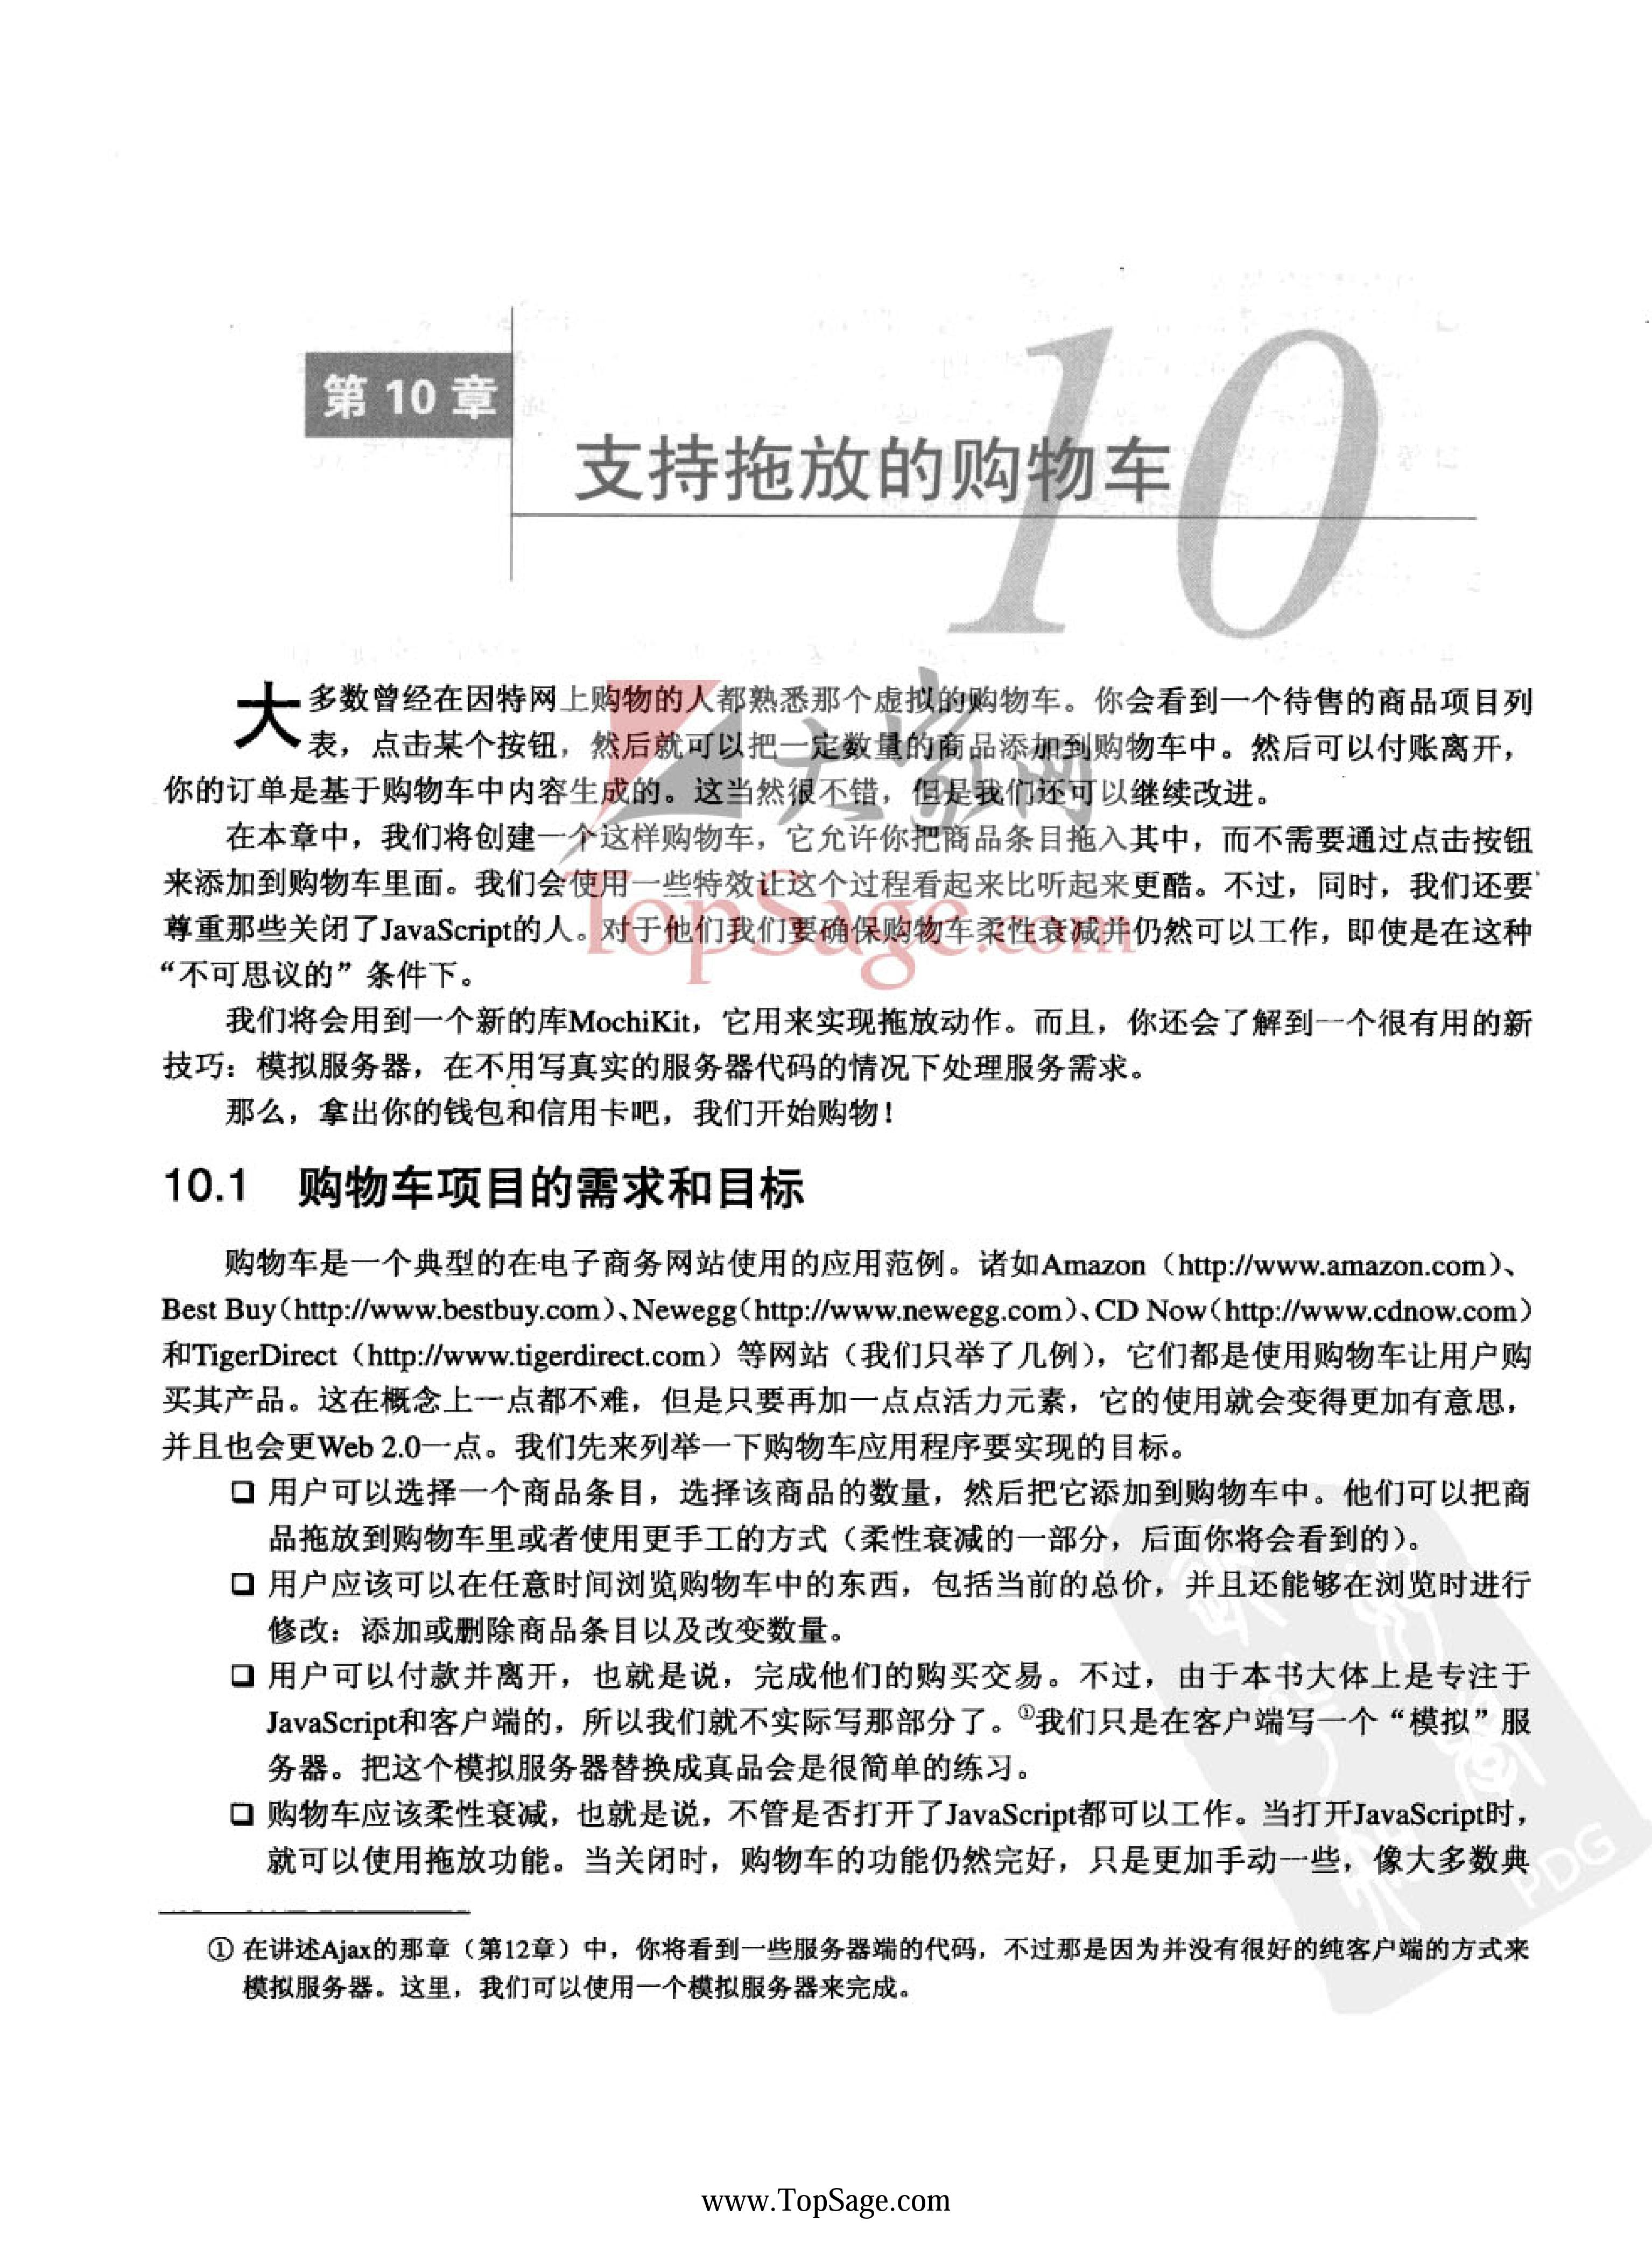 第 10 章
10
支持拖放的购物车
大多数曾经在因特网上购物的人都熟悉那个虚拟的购物车。你会看到一个待售的商品项目列
表，点击某个按钮，然后就可以把一定数量的商品添加到购物车中。然后可以付账离开，
你的订单是基于购物车中内容生成的。这当然很不错，但是我们还可以继续改进。
在本章中，我们将创建一个这样购物车，它允许你把商品条目拖入其中，而不需要通过点击按钮
来添加到购物车里面。我们会使用一些特效让这个过程看起来比听起来更酷。不过，同时，我们还要
尊重那些关闭了JavaScript的人。对于他们我们要确保购物车柔性衰减并仍然可以工作，即使是在这种
“不可思议的”条件下。
我们将会用到一个新的库MochiKit，它用来实现拖放动作。而且，你还会了解到一个很有用的新
技巧：模拟服务器，在不用写真实的服务器代码的情况下处理服务需求。
那么，拿出你的钱包和信用卡吧，我们开始购物！
大家网
TopSage.com
10.1 购物车项目的需求和目标
购物车是一个典型的在电子商务网站使用的应用范例。诸如Amazon（http://www.amazon.com）、
Best Buy（http://www.bestbuy.com）、Newegg（http://www.newegg.com）、CD Now（http://www.cdnow.com）
和TigerDirect（http://www.tigerdirect.com）等网站（我们只举了几例），它们都是使用购物车让用户购
买其产品。这在概念上一点都不难，但是只要再加一点点活力元素，它的使用就会变得更加有意思，
并且也会更Web 2.0一点。我们先来列举一下购物车应用程序要实现的目标。
❑ 用户可以选择一个商品条目，选择该商品的数量，然后把它添加到购物车中。他们可以把商
品拖放到购物车里或者使用更手工的方式（柔性衰减的一部分，后面你将会看到的）。
❑ 用户应该可以在任意时间浏览购物车中的东西，包括当前的总价，并且还能够在浏览时进行
修改：添加或删除商品条目以及改变数量。
❑ 用户可以付款并离开，也就是说，完成他们的购买交易。不过，由于本书大体上是专注于
JavaScript和客户端的，所以我们就不实际写那部分了。①我们只是在客户端写一个“模拟”服
务器。把这个模拟服务器替换成真品会是很简单的练习。
❑ 购物车应该柔性衰减，也就是说，不管是否打开了JavaScript都可以工作。当打开JavaScript时，
就可以使用拖放功能。当关闭时，购物车的功能仍然完好，只是更加手动一些，像大多数典
PDG
① 在讲述Ajax的那章（第12章）中，你将看到一些服务器端的代码，不过那是因为并没有很好的纯客户端的方式来
模拟服务器。这里，我们可以使用一个模拟服务器来完成。
www.TopSage.com